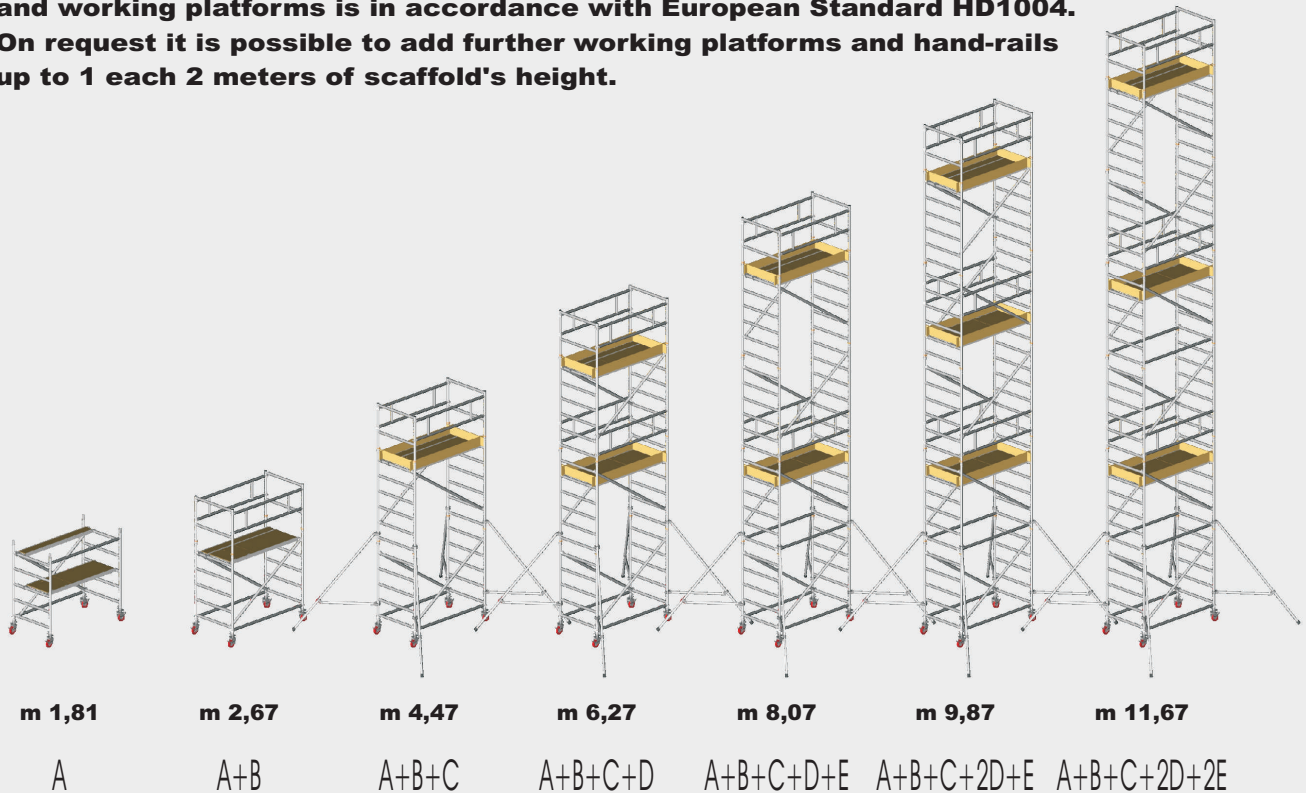 and working platforms is in accordance with European Standard HD1004.
On request it is possible to add further working platforms and hand-rails
up to 1 each 2 meters of scaffold's height.
m 1,81 m 2,67 m 4,47 m 6,27 m 8,07 m 9,87 m 11,67
A A+B A+B+C A+B+C+D A+B+C+D+E A+B+C+2D+E A+B+C+2D+2E